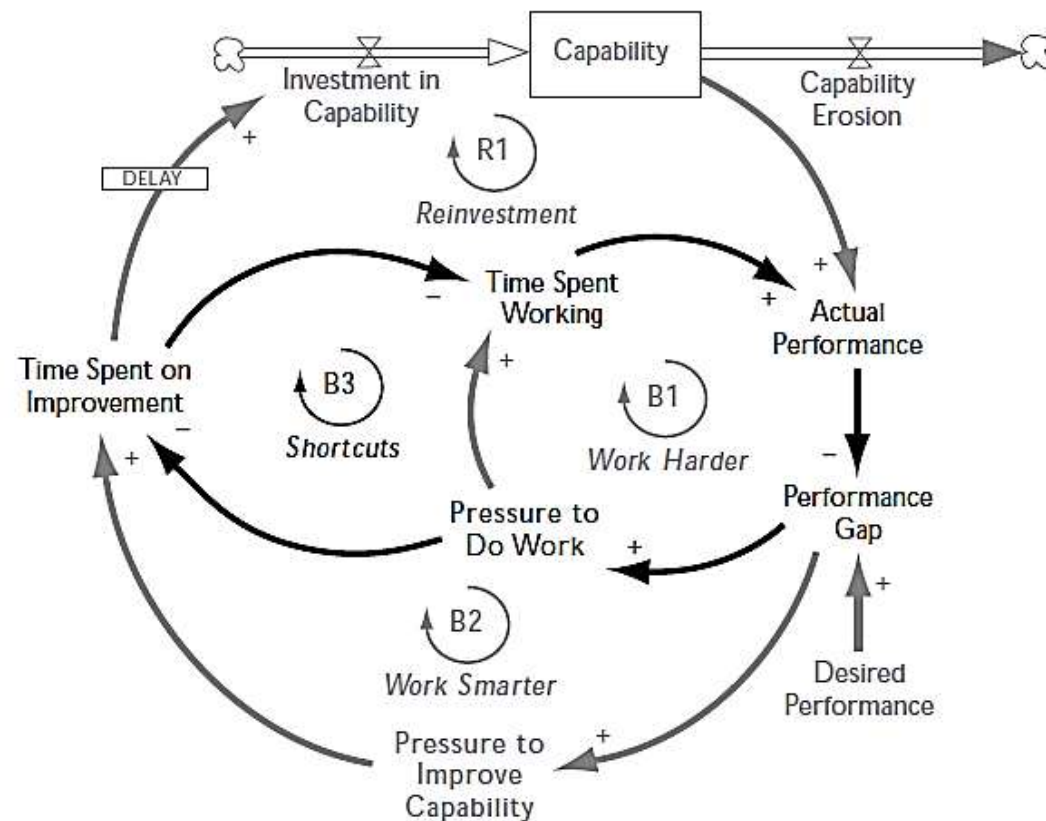 Capability
Investment in
Capability
Capability
Erosion
+
DELAY
R1
Reinvestment
+
Time Spent
Working
−
+
Actual
Performance
Time Spent on
Improvement
+
B3
Shortcuts
B1
Work Harder
−
+
−
Performance
Gap
Pressure to
Do Work
+
+
B2
Work Smarter
Desired
Performance
+
Pressure to
Improve
Capability